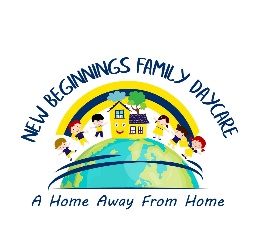 NEW BEGINNINGS FAMILY DAYCARE
A Home Away From Home